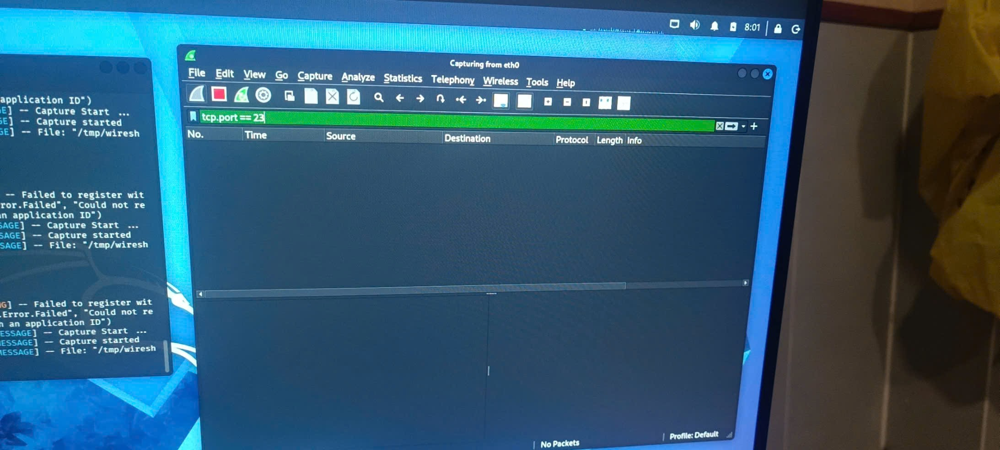 8:01
application ID")
GE] -- Capture Start ...
GE] -- Capture started
GE] -- File: "/tmp/wiresh
-- Failed to register wit
ror.Failed", "Could not re
n application ID")
SAGE] -- Capture Start ...
SAGE] -- Capture started
SAGE] -- File: "/tmp/wiresh
G] -- Failed to register wit
.Error.Failed", "Could not re
h an application ID")
ESSAGE] -- Capture Start ...
ESSAGE] -- Capture started
MESSAGE] -- File: "/tmp/wiresh
Capturing from eth0
File Edit View Go Capture Analyze Statistics Telephony Wireless Tools Help
tcp.port == 23
No. Time Source Destination Protocol Length Info
No Packets
Profile: Default